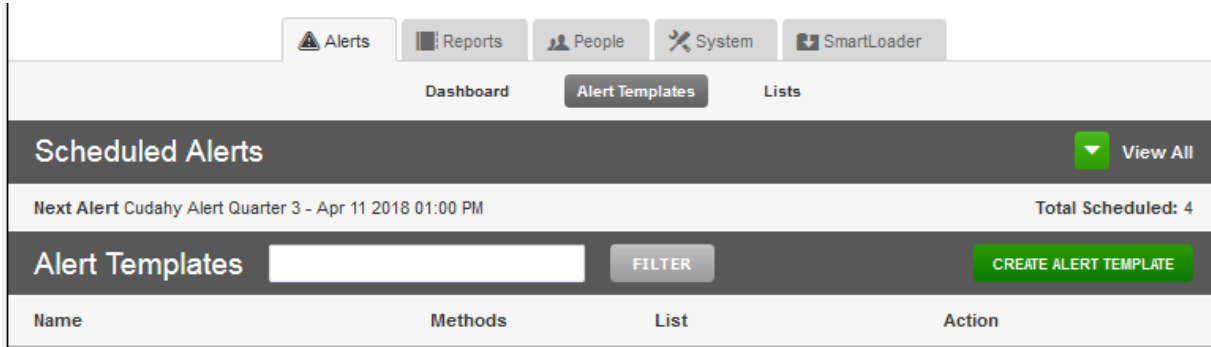 Alerts Reports People System SmartLoader
Dashboard Alert Templates Lists
Scheduled Alerts View All
Next Alert Cudahy Alert Quarter 3 - Apr 11 2018 01:00 PM Total Scheduled: 4
Alert Templates FILTER CREATE ALERT TEMPLATE
Name Methods List Action